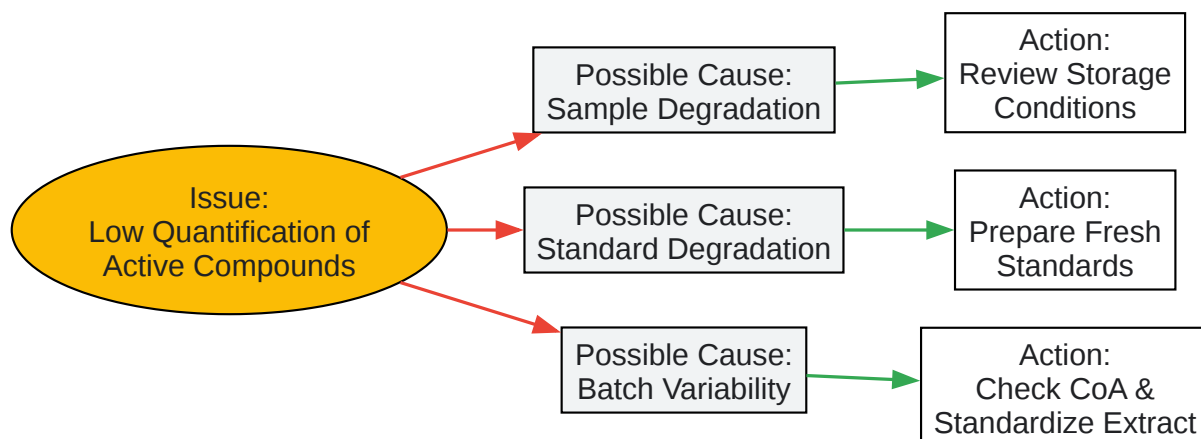 Issue:
Low Quantification of
Active Compounds
Possible Cause:
Sample Degradation
Action:
Review Storage
Conditions
Possible Cause:
Standard Degradation
Action:
Prepare Fresh
Standards
Possible Cause:
Batch Variability
Action:
Check CoA &
Standardize Extract